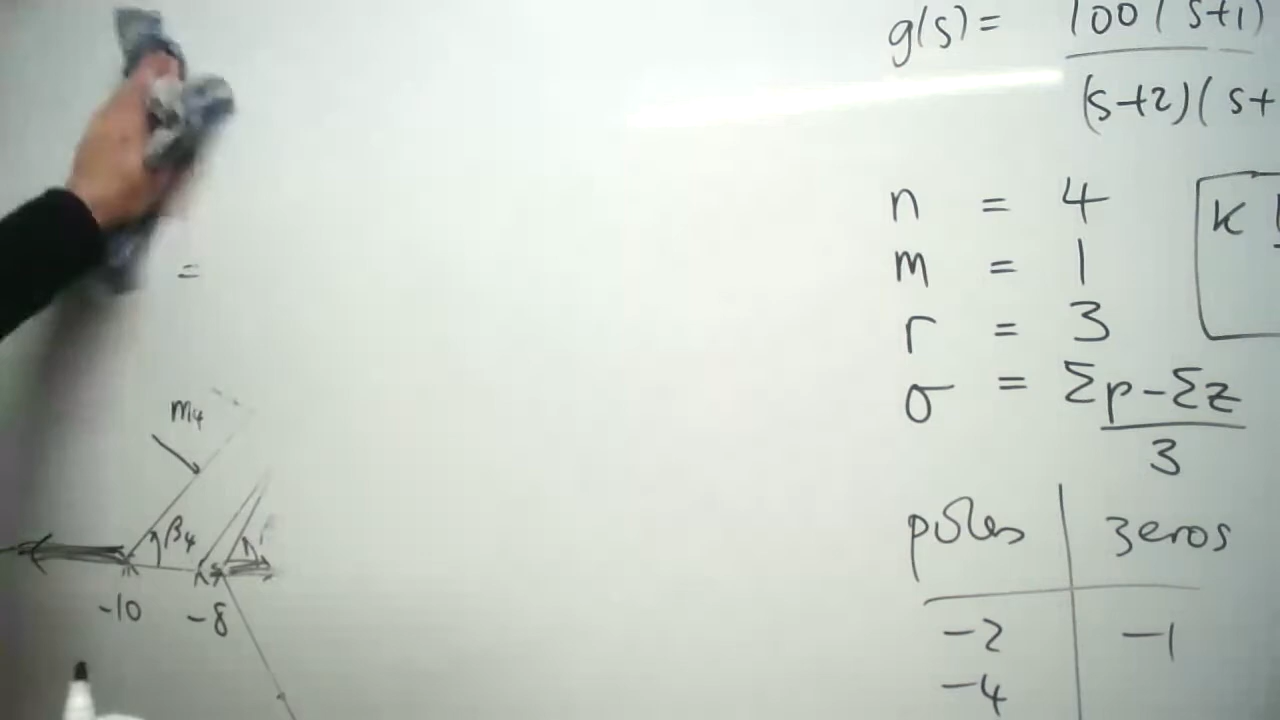 g(s) = 100 ( s+1)
(s+2)( s+
n = 4
m = 1
r = 3
σ = Σp-Σz
3
K
=
m4
β4
-10 -8
poles zeros
-2 -1
-4